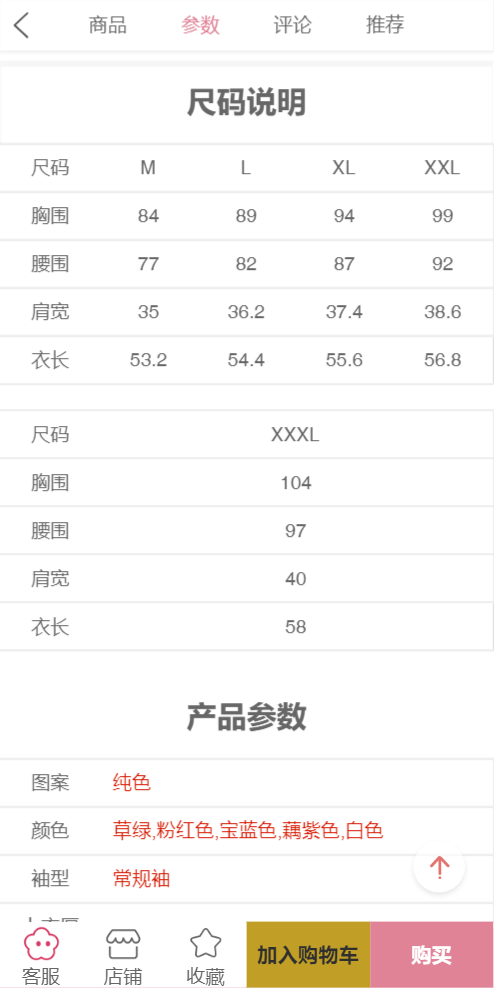 商品 参数 评论 推荐
尺码说明
尺码 M L XL XXL
胸围 84 89 94 99
腰围 77 82 87 92
肩宽 35 36.2 37.4 38.6
衣长 53.2 54.4 55.6 56.8
尺码 XXXL
胸围 104
腰围 97
肩宽 40
衣长 58
产品参数
图案 纯色
颜色 草绿,粉红色,宝蓝色,藕紫色,白色
袖型 常规袖
客服 店铺 收藏 加入购物车 购买